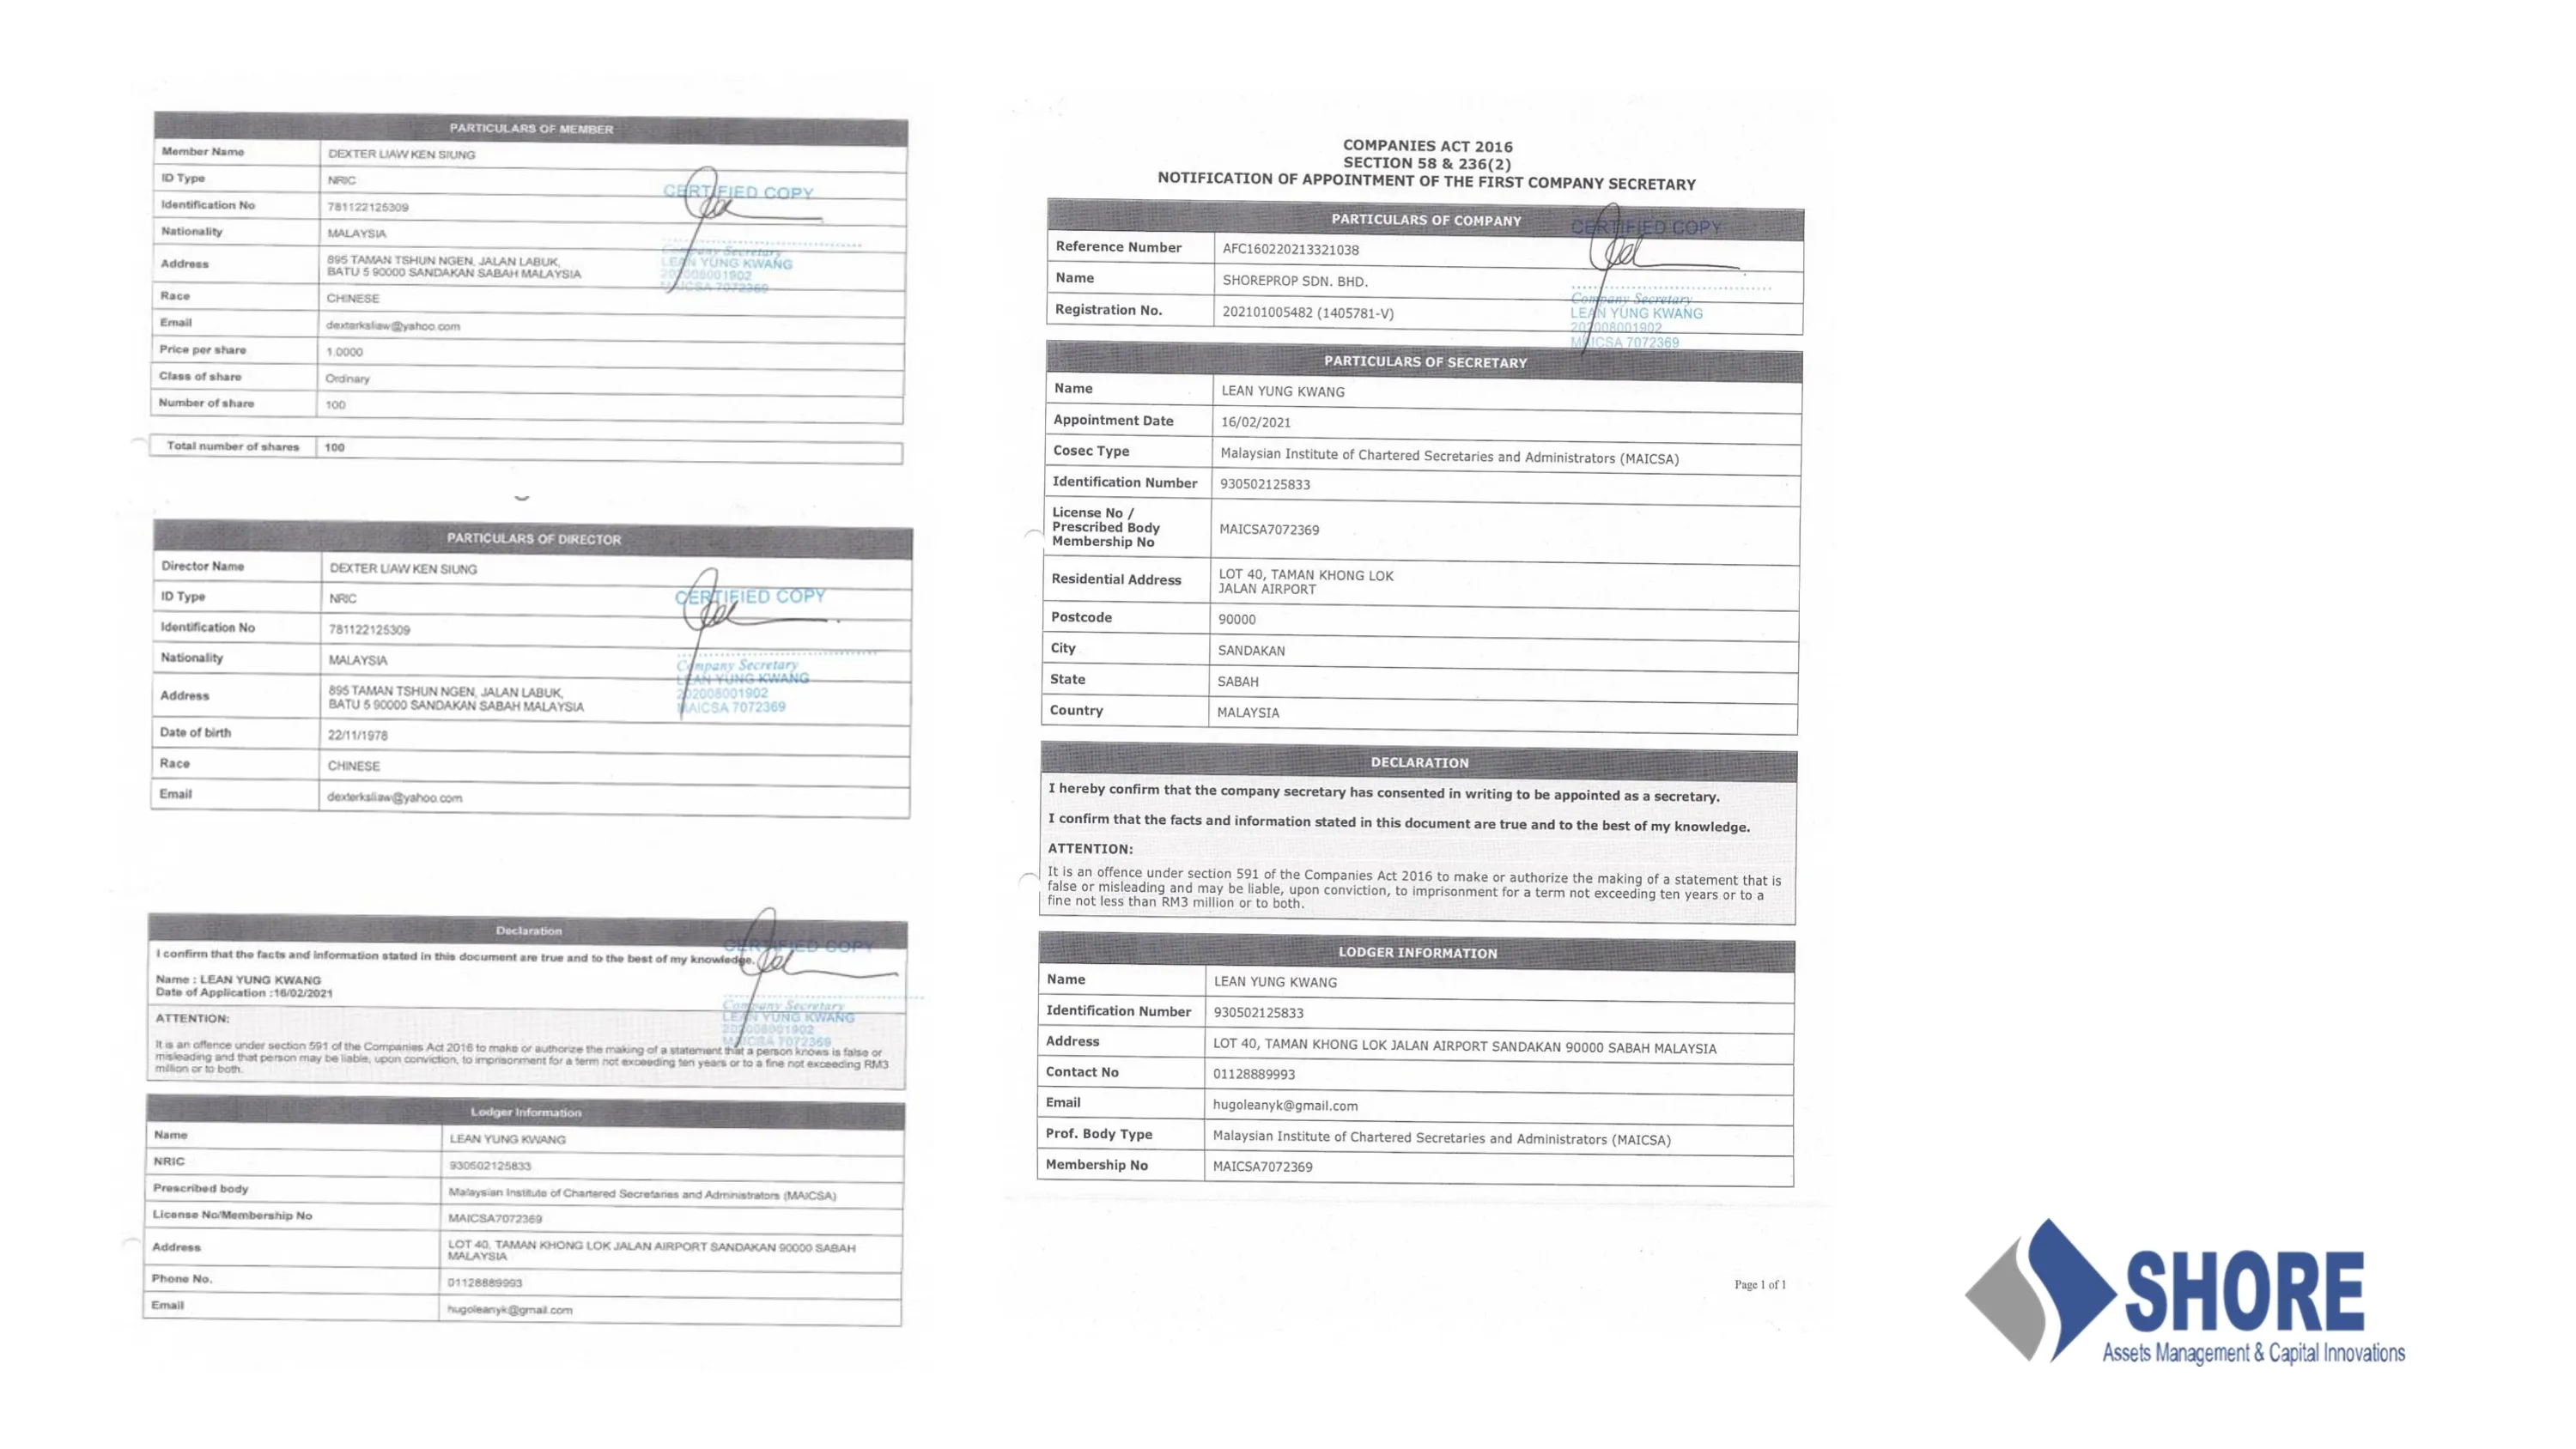 PARTICULARS OF MEMBER
Member Name DEXTER LIAW KEN SIUNG
ID Type NRIC
Identification No 781122125309
Nationality MALAYSIA
Address 895 TAMAN TSHUN NGEN, JALAN LABUK,
BATU 5 90000 SANDAKAN SABAH MALAYSIA
Race CHINESE
Email dexterksliaw@yahoo.com
Price per share 1.0000
Class of share Ordinary
Number of share 100
Total number of shares 100
CERTIFIED COPY
Company Secretary
LEAN YUNG KWANG
202008001902
MAICSA 7072369
PARTICULARS OF DIRECTOR
Director Name DEXTER LIAW KEN SIUNG
ID Type NRIC
Identification No 781122125309
Nationality MALAYSIA
Address 895 TAMAN TSHUN NGEN, JALAN LABUK,
BATU 5 90000 SANDAKAN SABAH MALAYSIA
Date of birth 22/11/1978
Race CHINESE
Email dexterksliaw@yahoo.com
CERTIFIED COPY
Company Secretary
LEAN YUNG KWANG
202008001902
MAICSA 7072369
Declaration
I confirm that the facts and information stated in this document are true and to the best of my knowledge.
Name : LEAN YUNG KWANG
Date of Application :16/02/2021
ATTENTION:
It is an offence under section 591 of the Companies Act 2016 to make or authorize the making of a statement that a person knows is false or
misleading and that person may be liable, upon conviction, to imprisonment for a term not exceeding ten years or to a fine not exceeding RM3
million or to both.
CERTIFIED COPY
Company Secretary
LEAN YUNG KWANG
202008001902
MAICSA 7072369
Lodger Information
Name LEAN YUNG KWANG
NRIC 930502125833
Prescribed body Malaysian Institute of Chartered Secretaries and Administrators (MAICSA)
License No/Membership No MAICSA7072369
Address LOT 40, TAMAN KHONG LOK JALAN AIRPORT SANDAKAN 90000 SABAH
MALAYSIA
Phone No. 01128889993
Email hugoleanyk@gmail.com
COMPANIES ACT 2016
SECTION 58 & 236(2)
NOTIFICATION OF APPOINTMENT OF THE FIRST COMPANY SECRETARY
PARTICULARS OF COMPANY
Reference Number AFC160220213321038
Name SHOREPROP SDN. BHD.
Registration No. 202101005482 (1405781-V)
CERTIFIED COPY
Company Secretary
LEAN YUNG KWANG
202008001902
MAICSA 7072369
PARTICULARS OF SECRETARY
Name LEAN YUNG KWANG
Appointment Date 16/02/2021
Cosec Type Malaysian Institute of Chartered Secretaries and Administrators (MAICSA)
Identification Number 930502125833
License No /
Prescribed Body
Membership No MAICSA7072369
Residential Address LOT 40, TAMAN KHONG LOK
JALAN AIRPORT
Postcode 90000
City SANDAKAN
State SABAH
Country MALAYSIA
DECLARATION
I hereby confirm that the company secretary has consented in writing to be appointed as a secretary.
I confirm that the facts and information stated in this document are true and to the best of my knowledge.
ATTENTION:
It is an offence under section 591 of the Companies Act 2016 to make or authorize the making of a statement that is
false or misleading and may be liable, upon conviction, to imprisonment for a term not exceeding ten years or to a
fine not less than RM3 million or to both.
LODGER INFORMATION
Name LEAN YUNG KWANG
Identification Number 930502125833
Address LOT 40, TAMAN KHONG LOK JALAN AIRPORT SANDAKAN 90000 SABAH MALAYSIA
Contact No 01128889993
Email hugoleanyk@gmail.com
Prof. Body Type Malaysian Institute of Chartered Secretaries and Administrators (MAICSA)
Membership No MAICSA7072369
Page 1 of 1
SHORE
Assets Management & Capital Innovations